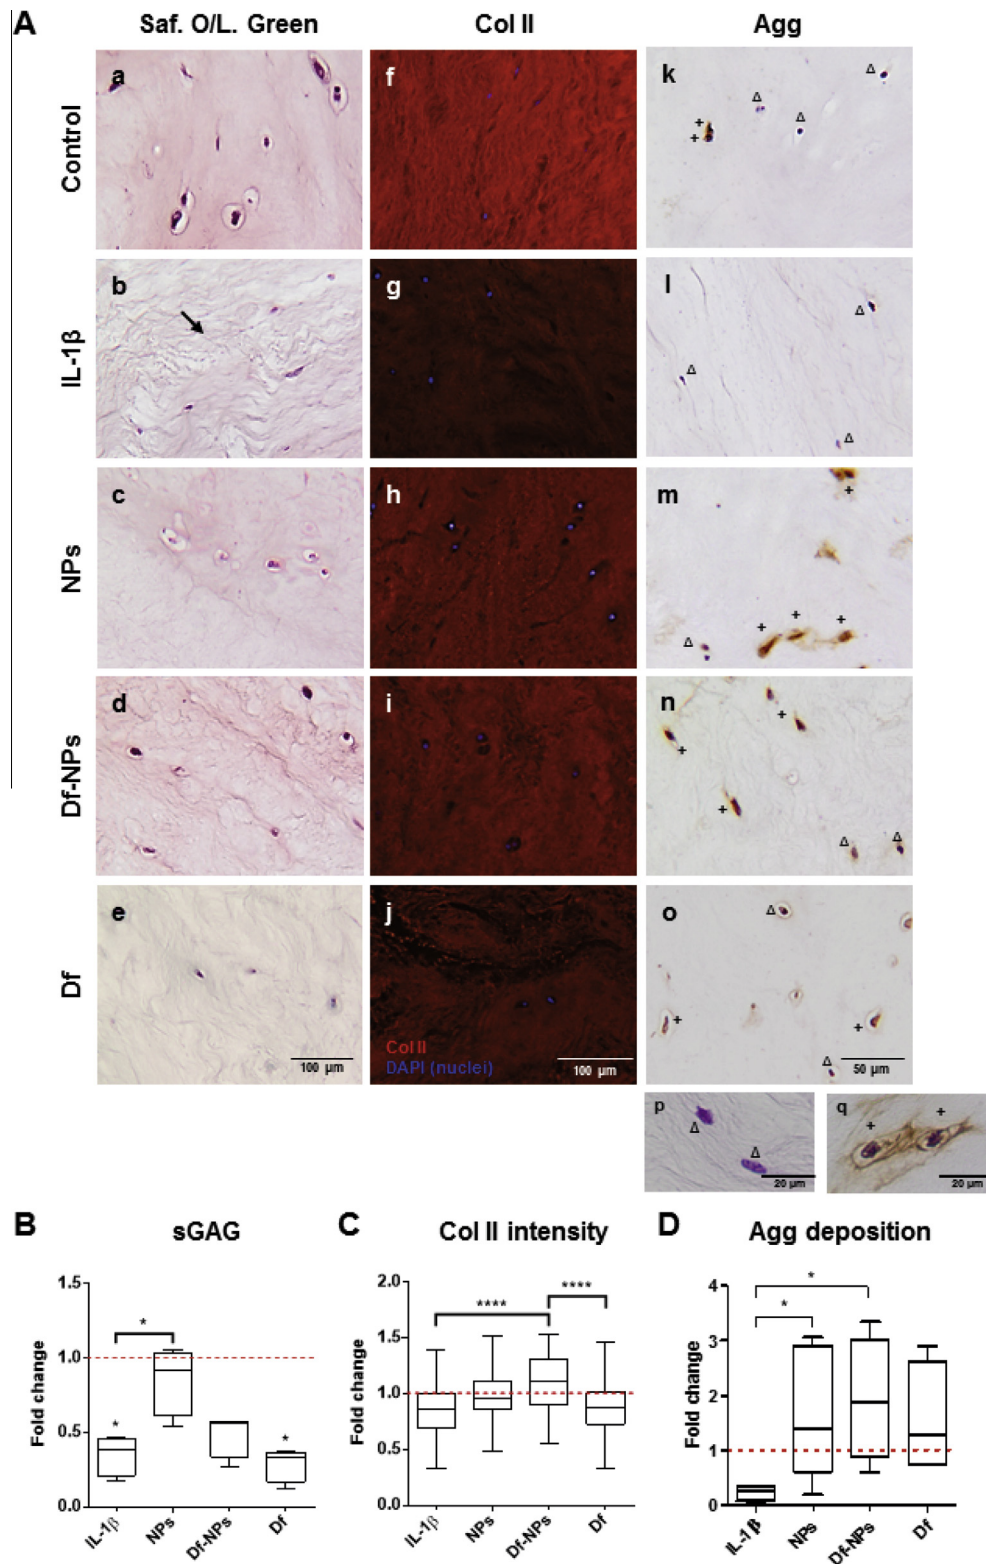 A Saf. O/L. Green Col II Agg
Control a f k Δ Δ Δ + +
IL-1β b g l Δ Δ Δ
NPs c h m + + + + Δ
Df-NPs d i n + + + Δ Δ
Df e j o Δ + + Δ
Col II
DAPI (nuclei)
100 µm 100 µm 50 µm
p Δ Δ q + +
20 µm 20 µm
B sGAG C Col II intensity D Agg deposition
Fold change
1.5
1.0
0.5
0.0
* * *
IL-1β NPs Df-NPs Df
Fold change
2.0
1.5
1.0
0.5
0.0
**** ****
IL-1β NPs Df-NPs Df
Fold change
4
3
2
1
0
* *
IL-1β NPs Df-NPs Df